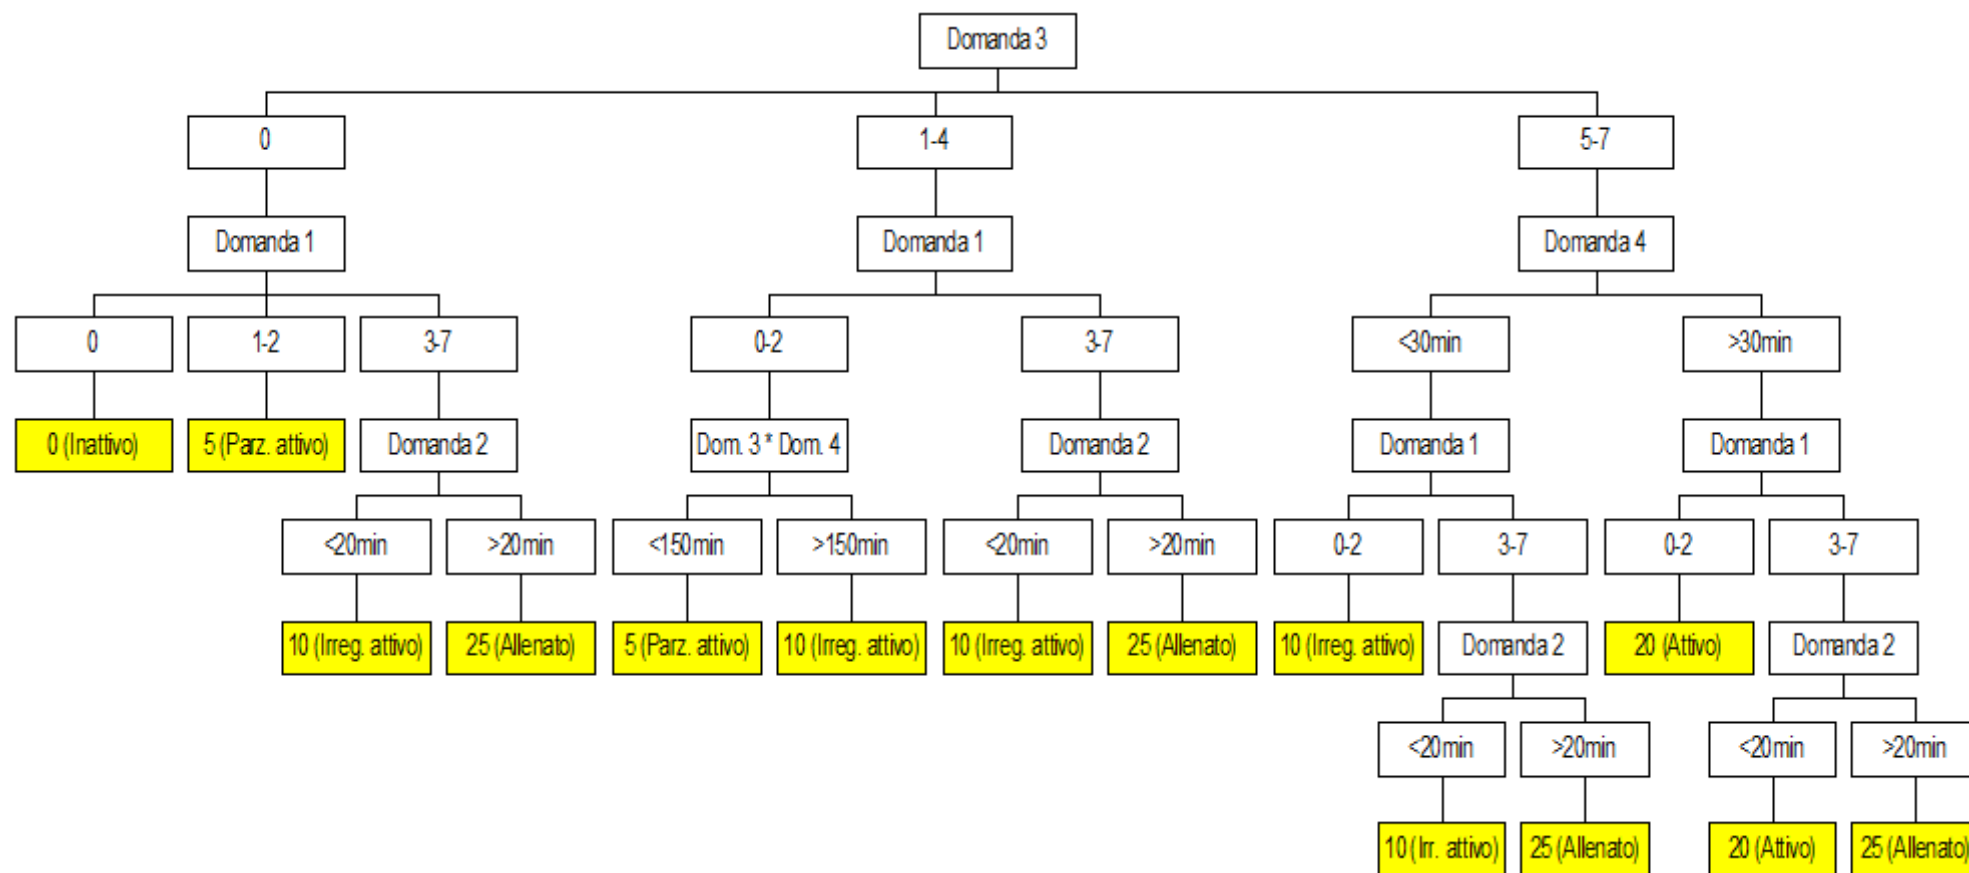 Domanda 3
0
1-4
5-7
Domanda 1
Domanda 1
Domanda 4
0
1-2
3-7
0-2
3-7
<30min
>30min
0 (Inattivo)
5 (Parz. attivo)
Domanda 2
Dom. 3 * Dom. 4
Domanda 2
Domanda 1
Domanda 1
<20min
>20min
<150min
>150min
<20min
>20min
0-2
3-7
0-2
3-7
10 (Irreg. attivo)
25 (Allenato)
5 (Parz. attivo)
10 (Irreg. attivo)
10 (Irreg. attivo)
25 (Allenato)
10 (Irreg. attivo)
Domanda 2
20 (Attivo)
Domanda 2
<20min
>20min
<20min
>20min
10 (Irr. attivo)
25 (Allenato)
20 (Attivo)
25 (Allenato)